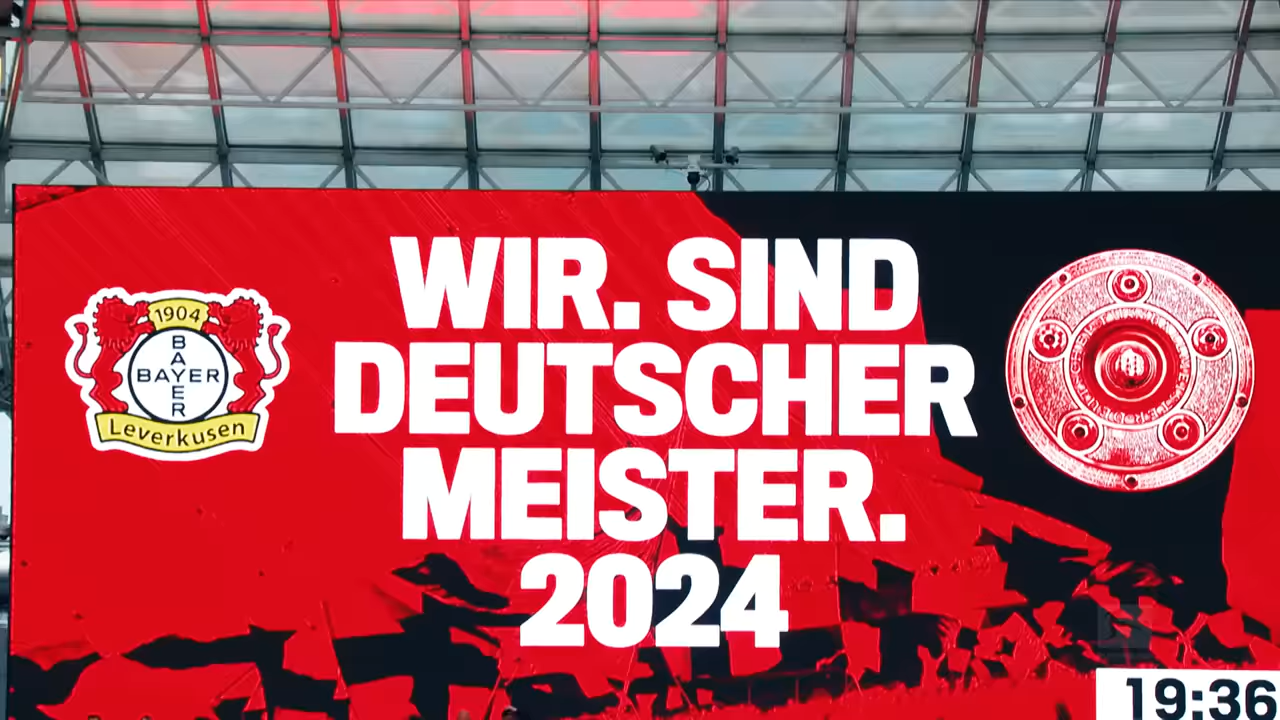 WIR. SIND
DEUTSCHER
MEISTER.
2024
1904
BAYER
BAYER
Leverkusen
19:36